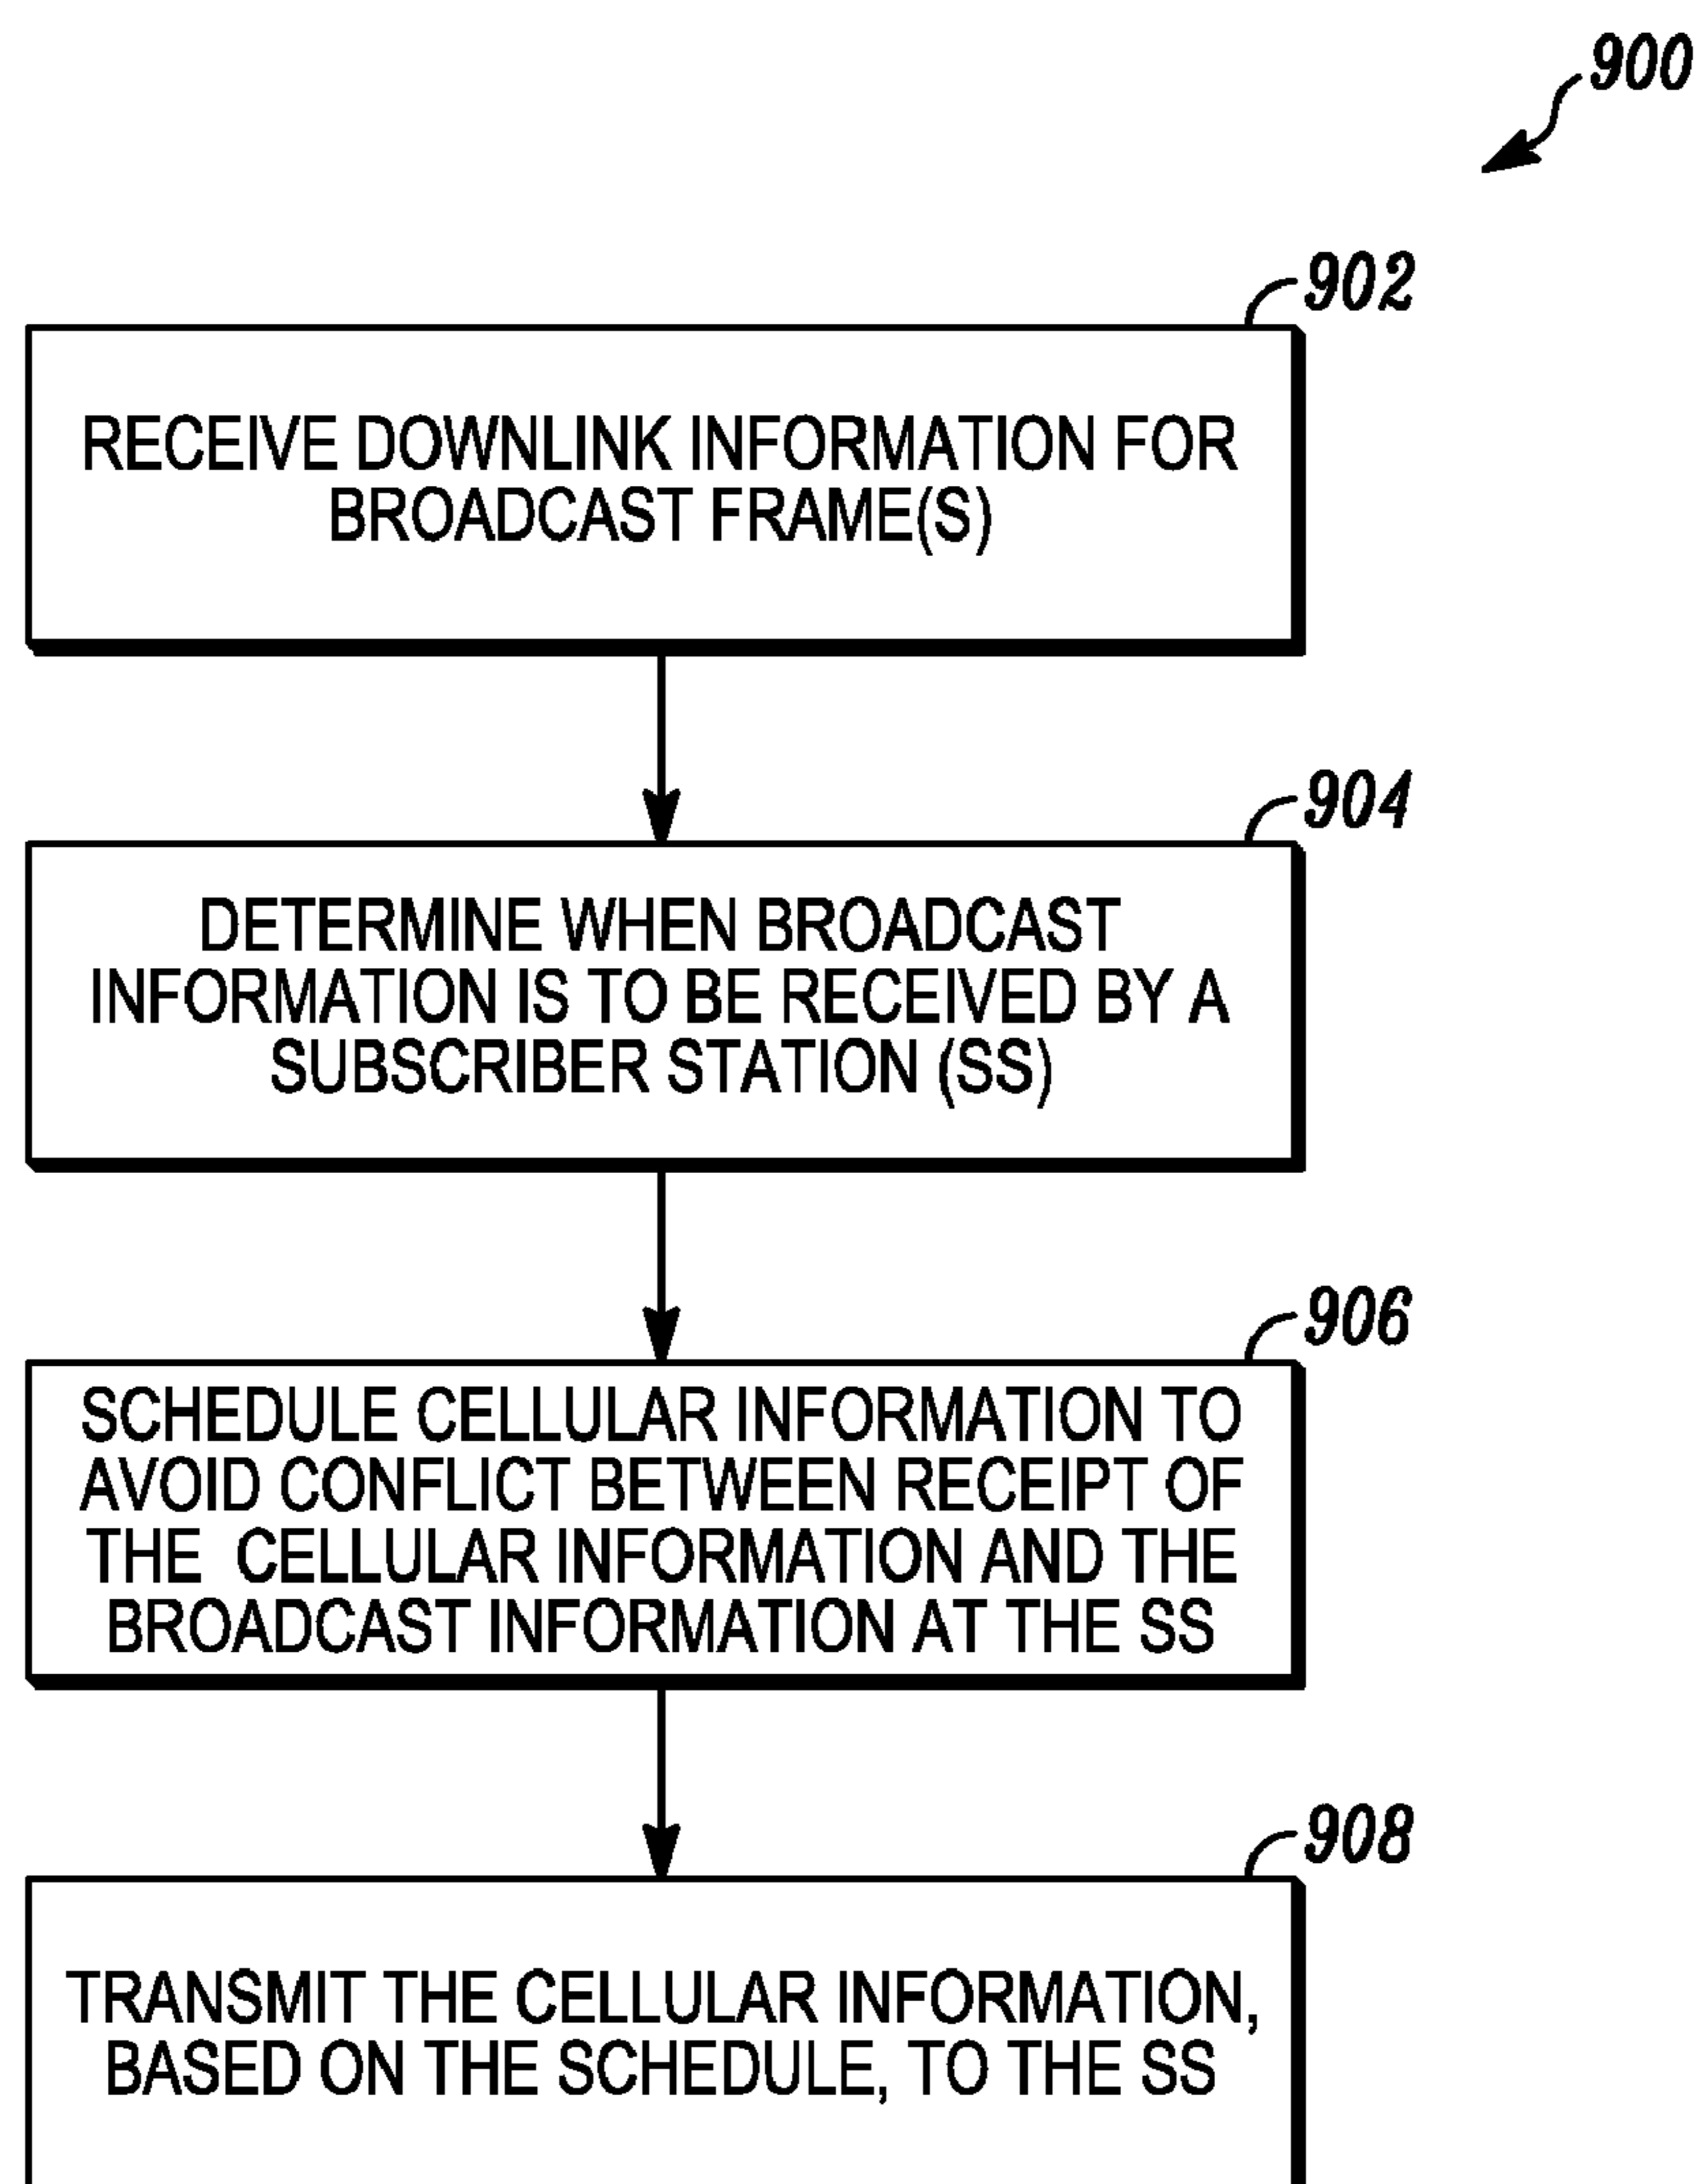 900
902
RECEIVE DOWNLINK INFORMATION FOR
BROADCAST FRAME(S)
904
DETERMINE WHEN BROADCAST
INFORMATION IS TO BE RECEIVED BY A
SUBSCRIBER STATION (SS)
906
SCHEDULE CELLULAR INFORMATION TO
AVOID CONFLICT BETWEEN RECEIPT OF
THE CELLULAR INFORMATION AND THE
BROADCAST INFORMATION AT THE SS
908
TRANSMIT THE CELLULAR INFORMATION,
BASED ON THE SCHEDULE, TO THE SS